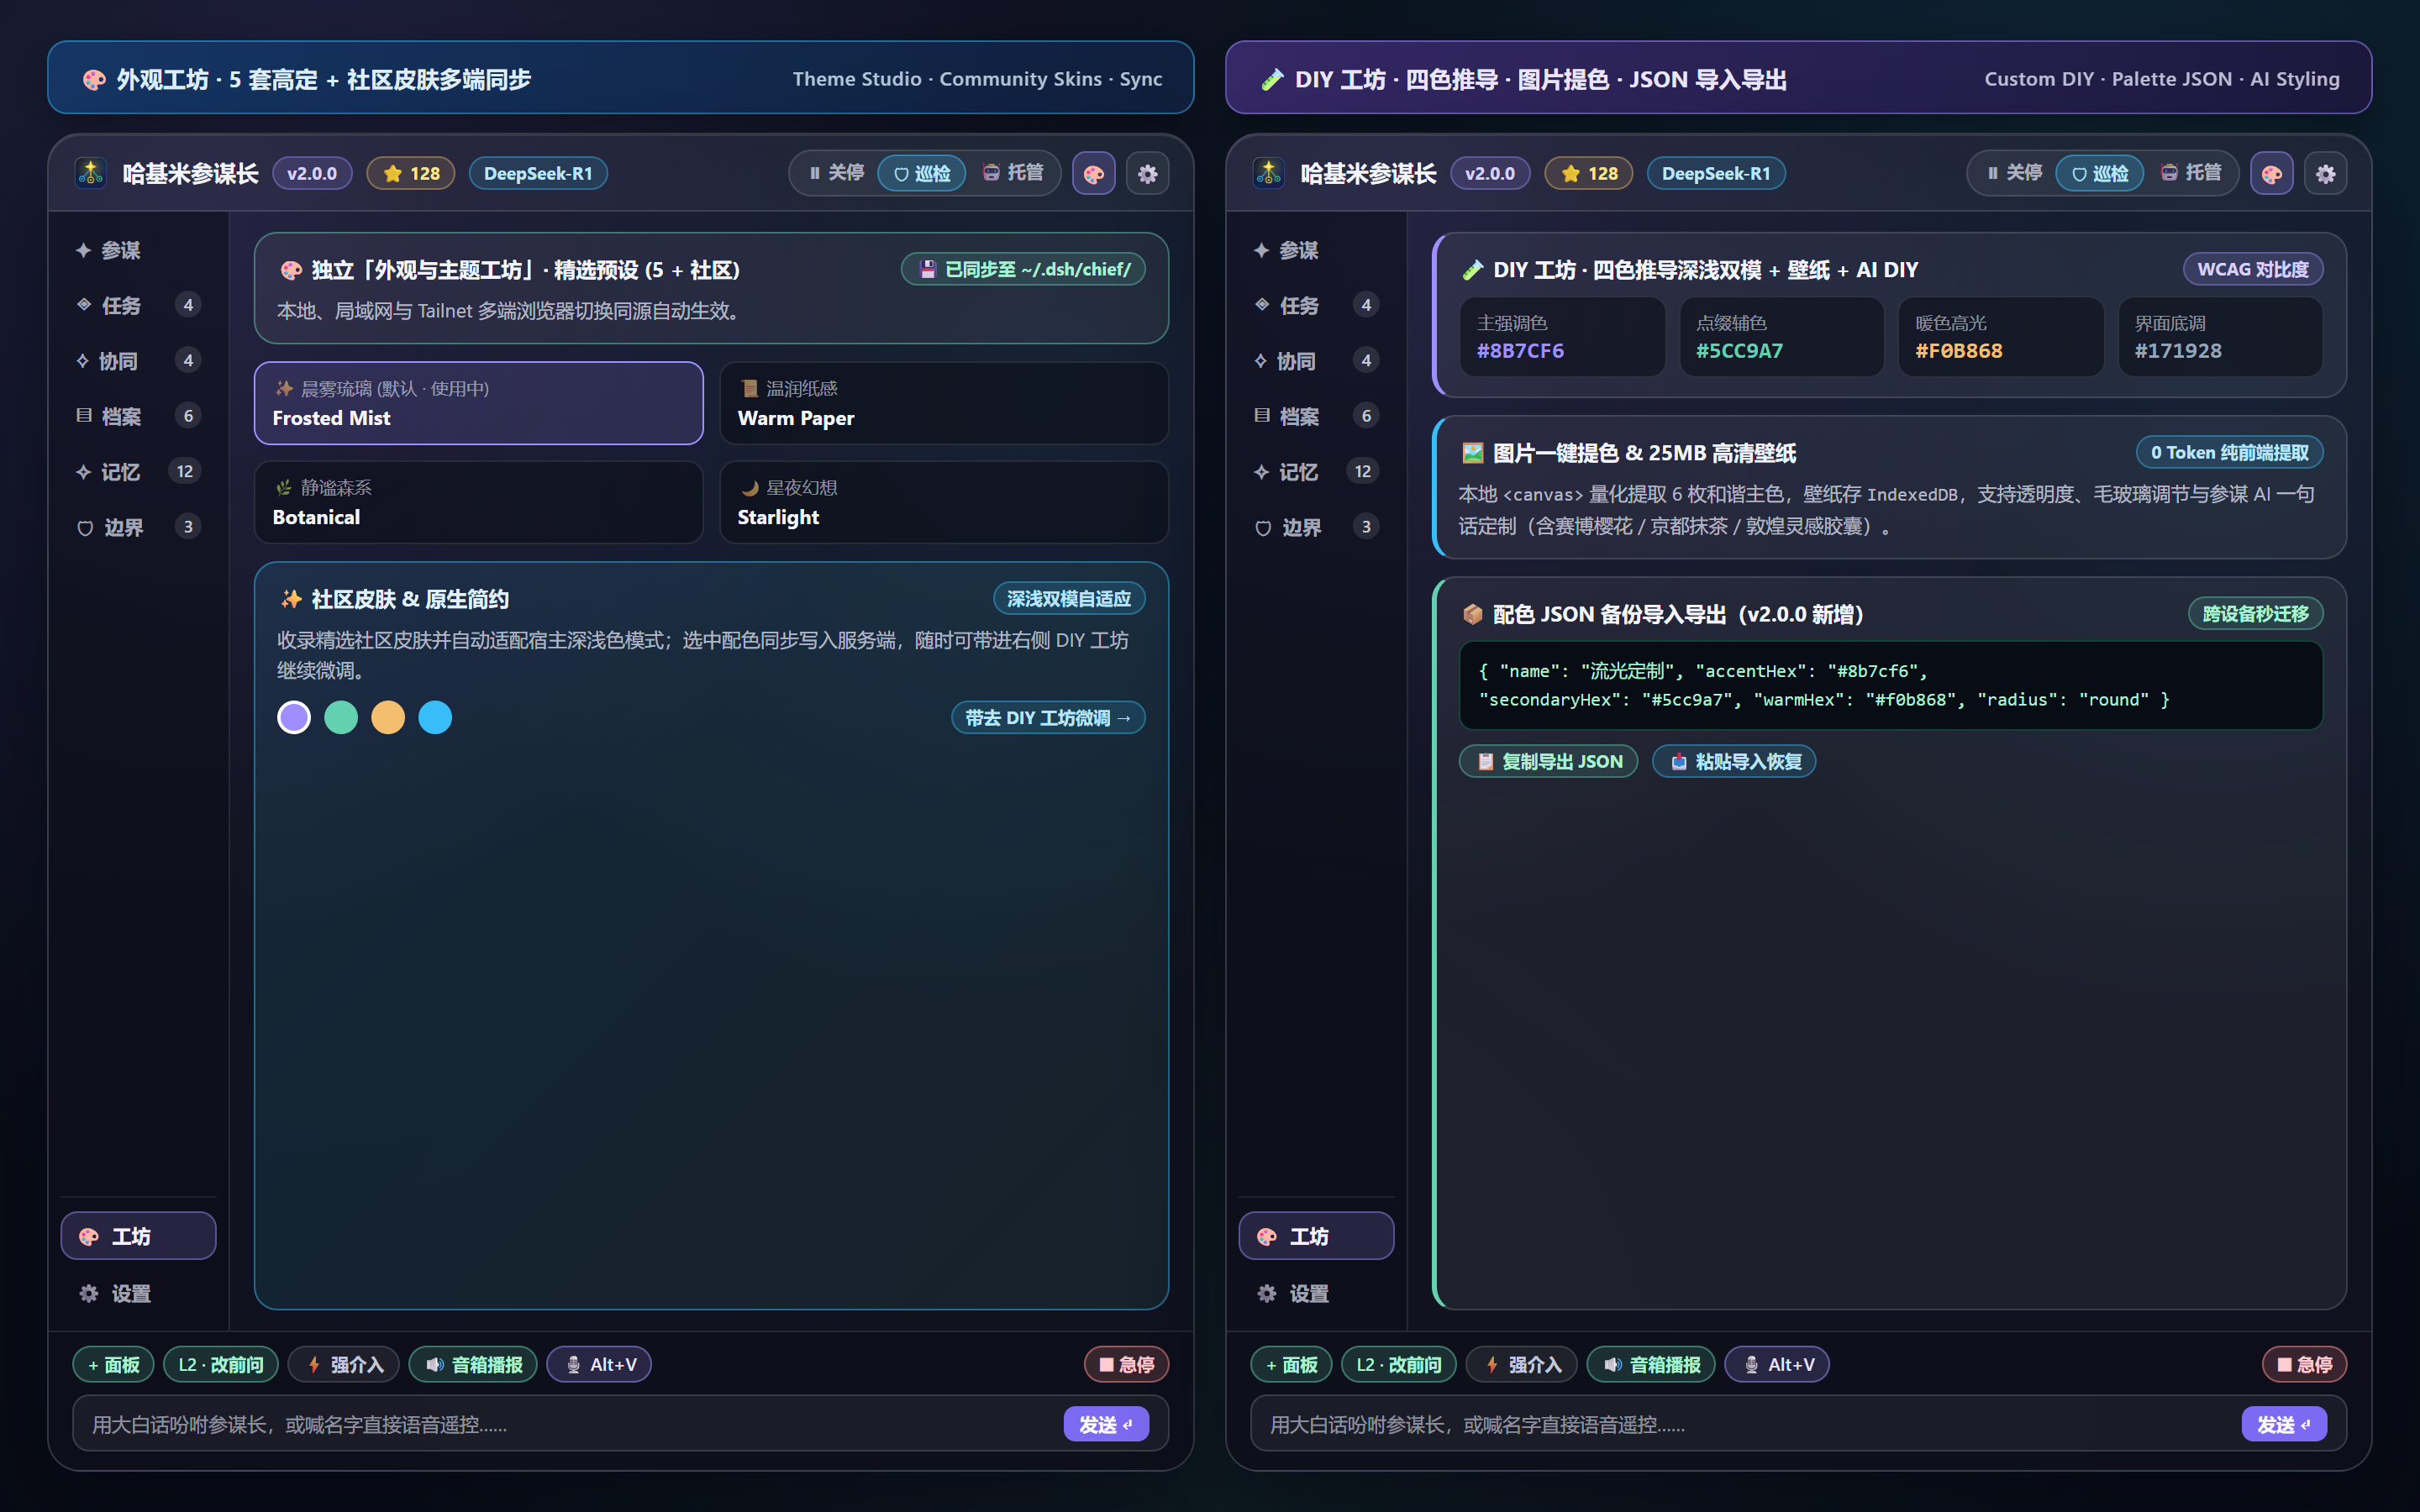 🎨 外观工坊 · 5 套高定 + 社区皮肤多端同步
Theme Studio · Community Skins · Sync
哈基米参谋长
v2.0.0
⭐ 128
DeepSeek-R1
⏸ 关停
🛡 巡检
🤖 托管
✦ 参谋
任务 4
协同 4
档案 6
记忆 12
边界 3
🎨 工坊
设置
🎨 独立「外观与主题工坊」· 精选预设 (5 + 社区)
💾 已同步至 ~/.dsh/chief/
本地、局域网与 Tailnet 多端浏览器切换同源自动生效。
✨ 晨雾琉璃 (默认 · 使用中)
Frosted Mist
📜 温润纸感
Warm Paper
🌿 静谧森系
Botanical
🌙 星夜幻想
Starlight
✨ 社区皮肤 & 原生简约
深浅双模自适应
收录精选社区皮肤并自动适配宿主深浅色模式；选中配色同步写入服务端，随时可带进右侧 DIY 工坊
继续微调。
带去 DIY 工坊微调 →
+ 面板
L2 · 改前问
⚡ 强介入
🔊 音箱播报
🎙 Alt+V
■ 急停
用大白话吩咐参谋长，或喊名字直接语音遥控……
发送 ↵
🧪 DIY 工坊 · 四色推导 · 图片提色 · JSON 导入导出
Custom DIY · Palette JSON · AI Styling
哈基米参谋长
v2.0.0
⭐ 128
DeepSeek-R1
⏸ 关停
🛡 巡检
🤖 托管
✦ 参谋
任务 4
协同 4
档案 6
记忆 12
边界 3
🎨 工坊
设置
🧪 DIY 工坊 · 四色推导深浅双模 + 壁纸 + AI DIY
WCAG 对比度
主强调色
#8B7CF6
点缀辅色
#5CC9A7
暖色高光
#F0B868
界面底调
#171928
🖼️ 图片一键提色 & 25MB 高清壁纸
0 Token 纯前端提取
本地 <canvas> 量化提取 6 枚和谐主色，壁纸存 IndexedDB，支持透明度、毛玻璃调节与参谋 AI 一句
话定制（含赛博樱花 / 京都抹茶 / 敦煌灵感胶囊）。
📦 配色 JSON 备份导入导出（v2.0.0 新增）
跨设备秒迁移
{ "name": "流光定制", "accentHex": "#8b7cf6",
"secondaryHex": "#5cc9a7", "warmHex": "#f0b868", "radius": "round" }
📋 复制导出 JSON
📥 粘贴导入恢复
+ 面板
L2 · 改前问
⚡ 强介入
🔊 音箱播报
🎙 Alt+V
■ 急停
用大白话吩咐参谋长，或喊名字直接语音遥控……
发送 ↵